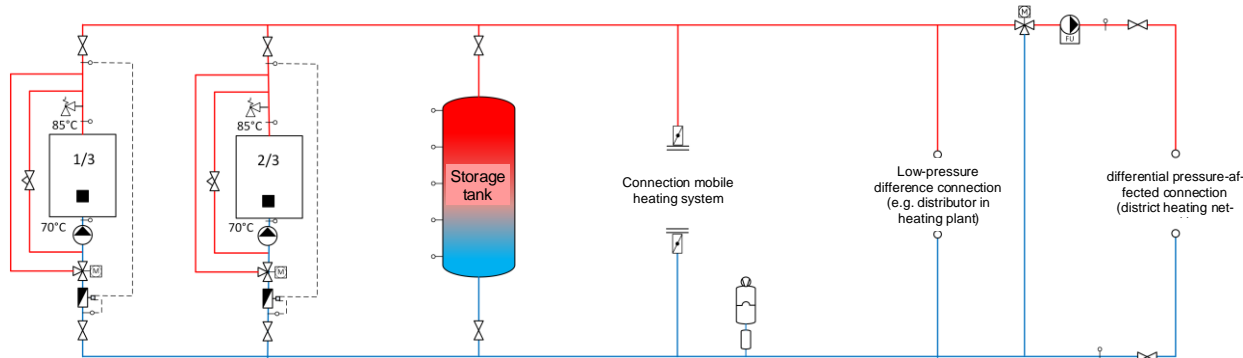 M
FU
85°C
85°C
1/3
2/3
Storage
tank
Connection mobile
heating system
Low-pressure
difference connection
(e.g. distributor in
heating plant)
differential pressure-af-
fected connection
(district heating net-
70°C
70°C
M
M